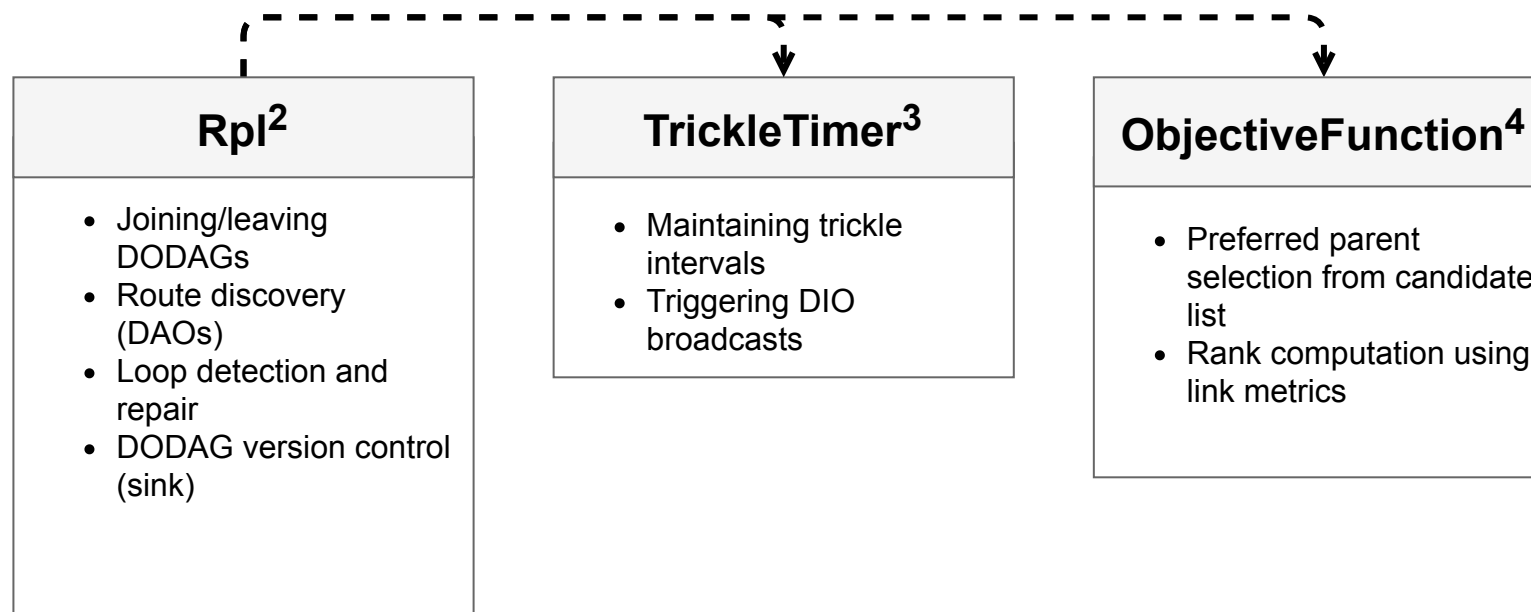 Rpl²
• Joining/leaving
DODAGs
• Route discovery
(DAOs)
• Loop detection and
repair
• DODAG version control
(sink)
TrickleTimer³
• Maintaining trickle
intervals
• Triggering DIO
broadcasts
ObjectiveFunction⁴
• Preferred parent
selection from candidate
list
• Rank computation using
link metrics